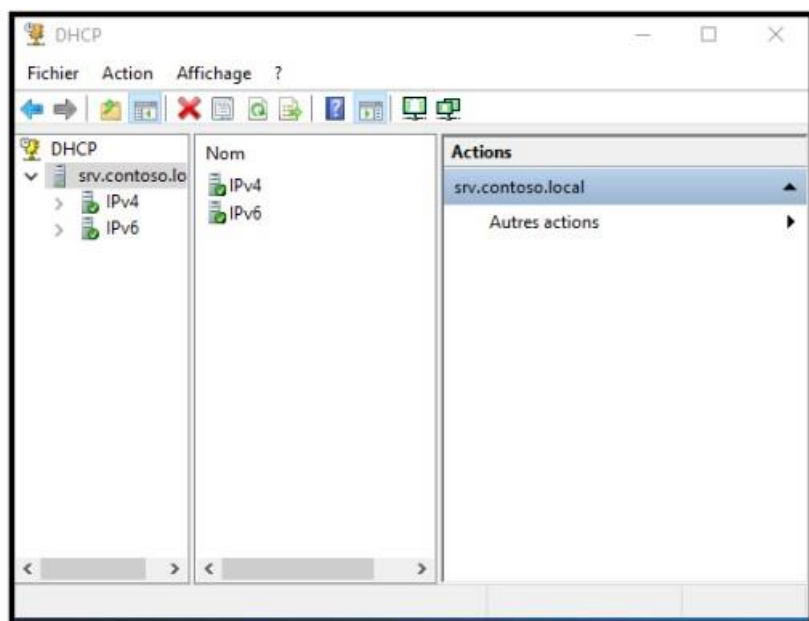 DHCP
Fichier Action Affichage ?
DHCP
srv.contoso.lo
IPv4
IPv6
Nom
IPv4
IPv6
Actions
srv.contoso.local
Autres actions